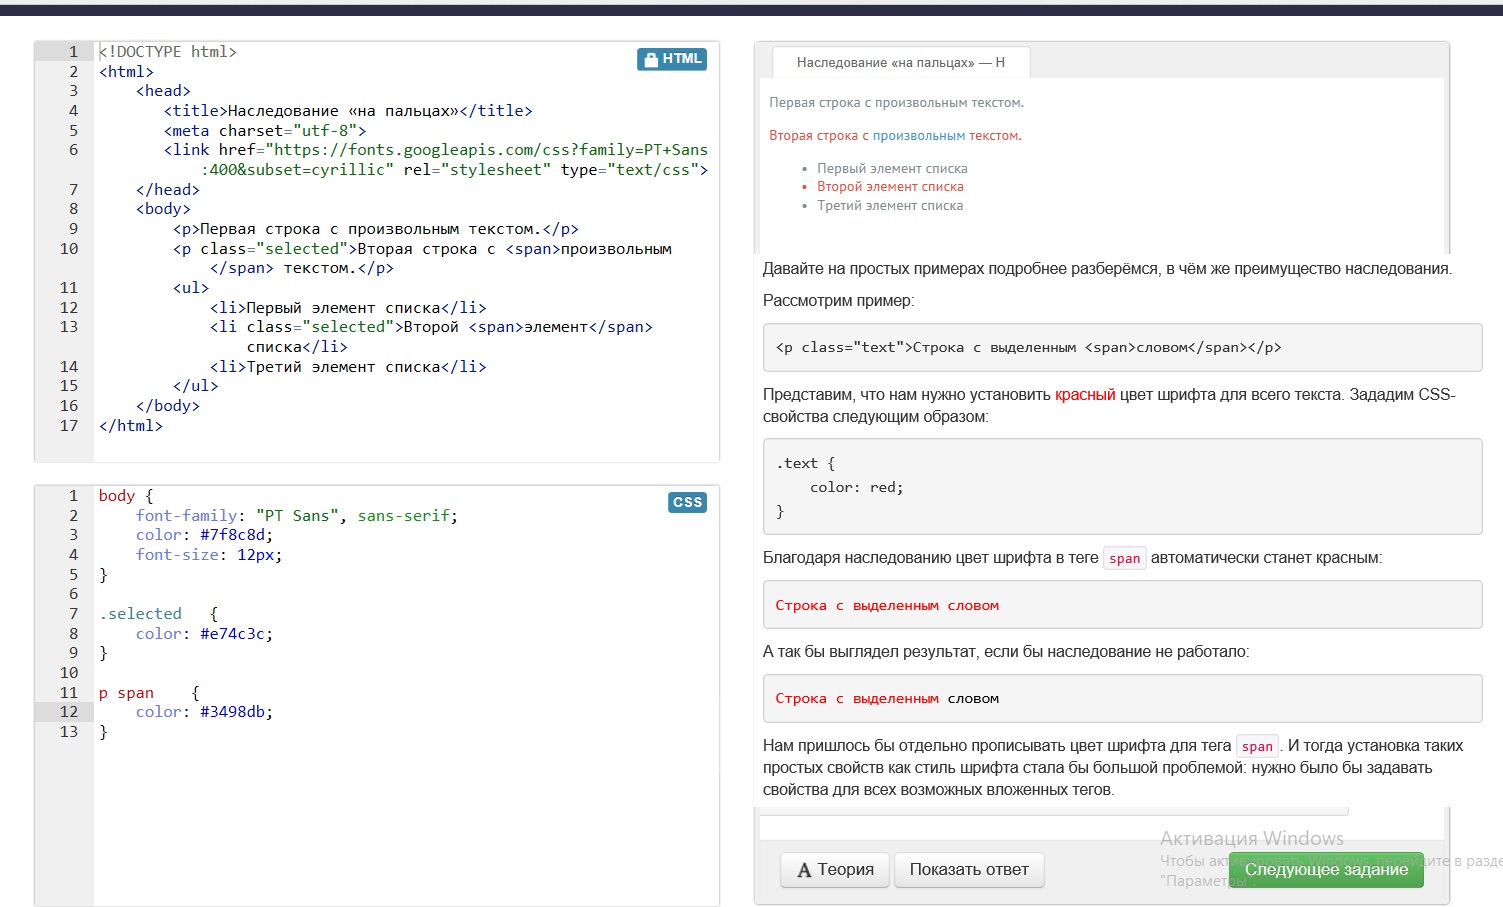 1 <!DOCTYPE html>
HTML
2 <html>
3 <head>
4 <title>Наследование «на пальцах»</title>
5 <meta charset="utf-8">
6 <link href="https://fonts.googleapis.com/css?family=PT+Sans
:400&subset=cyrillic" rel="stylesheet" type="text/css">
7 </head>
8 <body>
9 <p>Первая строка с произвольным текстом.</p>
10 <p class="selected">Вторая строка с <span>произвольным
</span> текстом.</p>
11 <ul>
12 <li>Первый элемент списка</li>
13 <li class="selected">Второй <span>элемент</span>
списка</li>
14 <li>Третий элемент списка</li>
15 </ul>
16 </body>
17 </html>
1 body {
CSS
2 font-family: "PT Sans", sans-serif;
3 color: #7f8c8d;
4 font-size: 12px;
5 }
6
7 .selected {
8 color: #e74c3c;
9 }
10
11 p span {
12 color: #3498db;
13 }
Наследование «на пальцах» — H
Первая строка с произвольным текстом.
Вторая строка с произвольным текстом.
• Первый элемент списка
• Второй элемент списка
• Третий элемент списка
Давайте на простых примерах подробнее разберёмся, в чём же преимущество наследования.
Рассмотрим пример:
<p class="text">Строка с выделенным <span>словом</span></p>
Представим, что нам нужно установить красный цвет шрифта для всего текста. Зададим CSS-
свойства следующим образом:
.text {
color: red;
}
Благодаря наследованию цвет шрифта в теге span автоматически станет красным:
Строка с выделенным словом
А так бы выглядел результат, если бы наследование не работало:
Строка с выделенным словом
Нам пришлось бы отдельно прописывать цвет шрифта для тега span. И тогда установка таких
простых свойств как стиль шрифта стала бы большой проблемой: нужно было бы задавать
свойства для всех возможных вложенных тегов.
Активация Windows
Чтобы активировать Windows, перейдите в разде
"Параметры".
А Теория
Показать ответ
Следующее задание